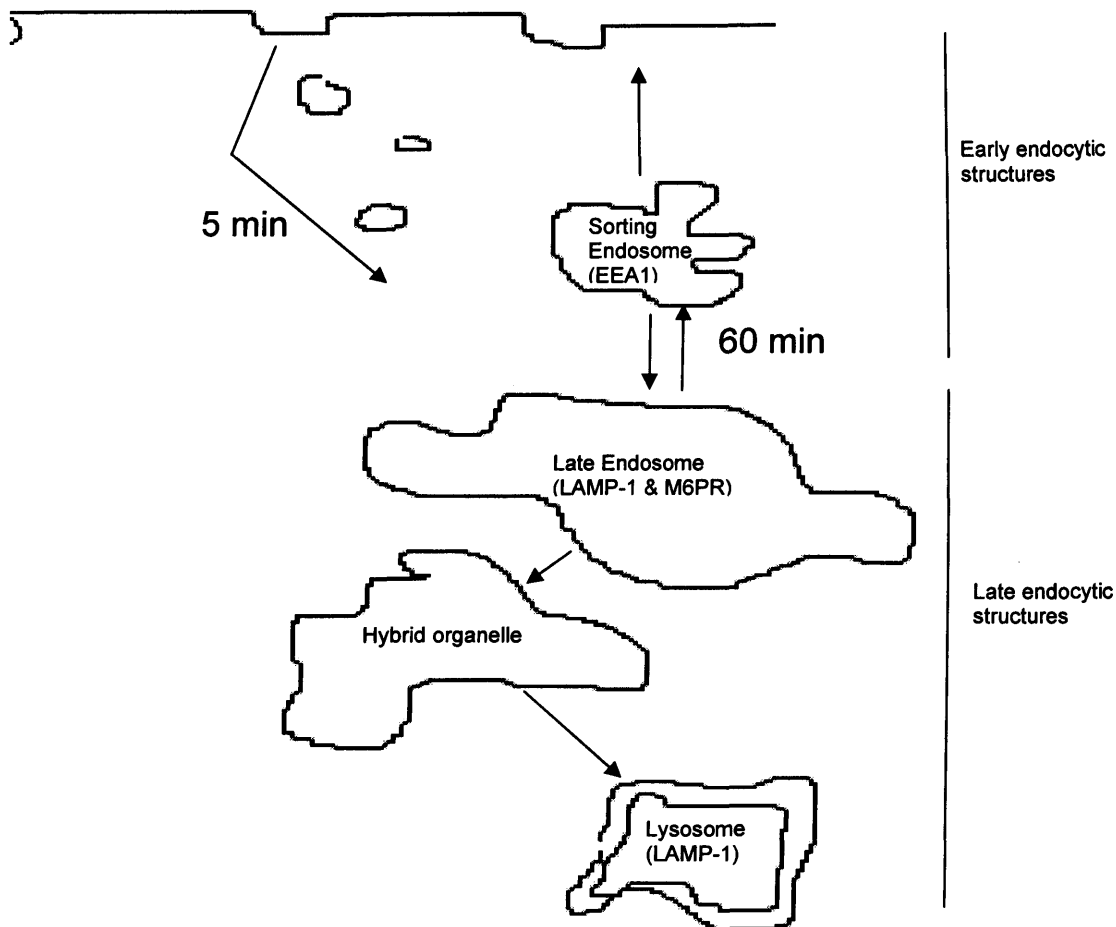 Early endocytic
structures
5 min
Sorting
Endosome
(EEA1)
60 min
Late Endosome
(LAMP-1 & M6PR)
Hybrid organelle
Late endocytic
structures
Lysosome
(LAMP-1)